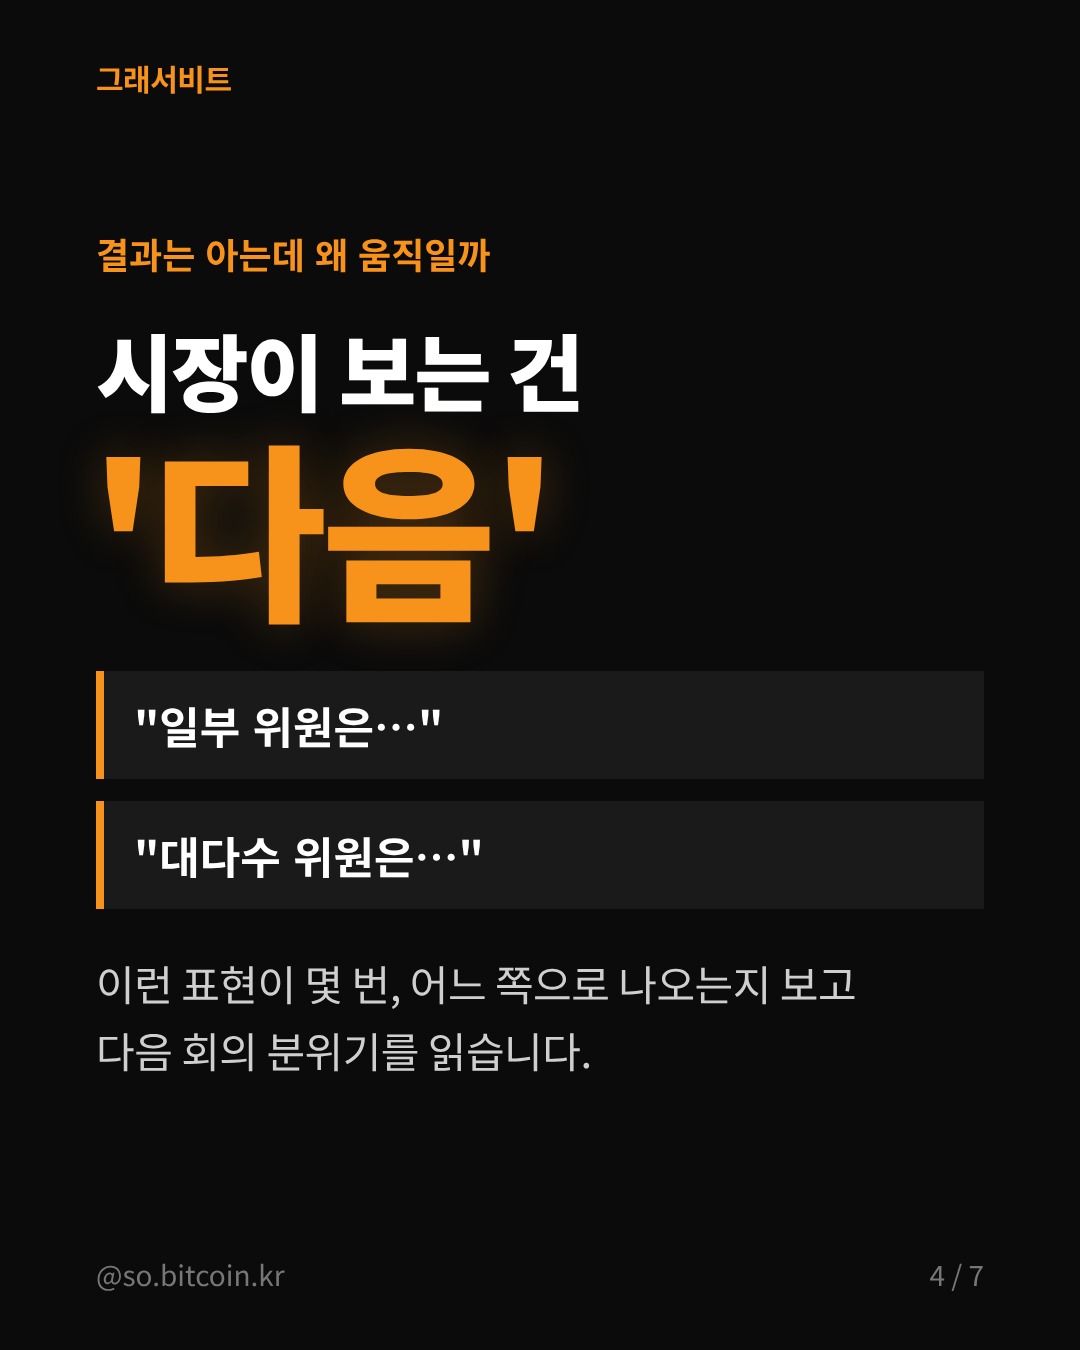 그래서비트
결과는 아는데 왜 움직일까
시장이 보는 건
'다음'
"일부 위원은…"
"대다수 위원은…"
이런 표현이 몇 번, 어느 쪽으로 나오는지 보고
다음 회의 분위기를 읽습니다.
@so.bitcoin.kr
4 / 7